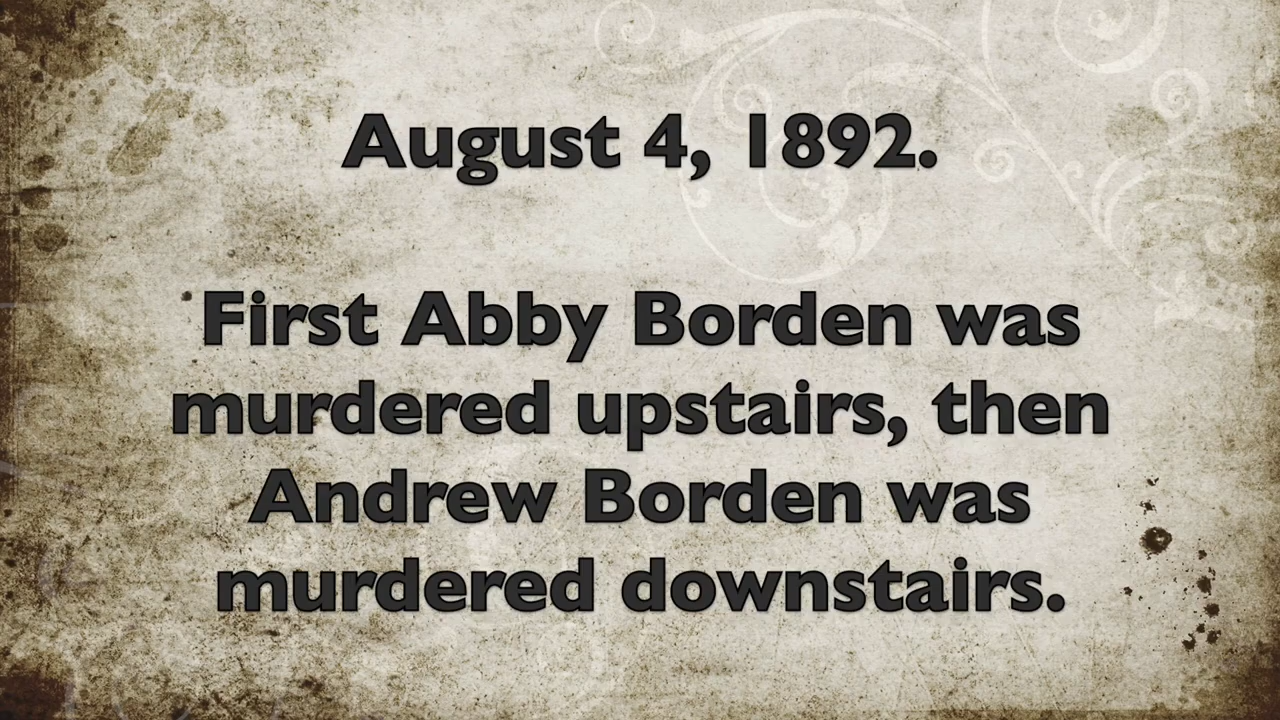 August 4, 1892.
First Abby Borden was
murdered upstairs, then
Andrew Borden was
murdered downstairs.